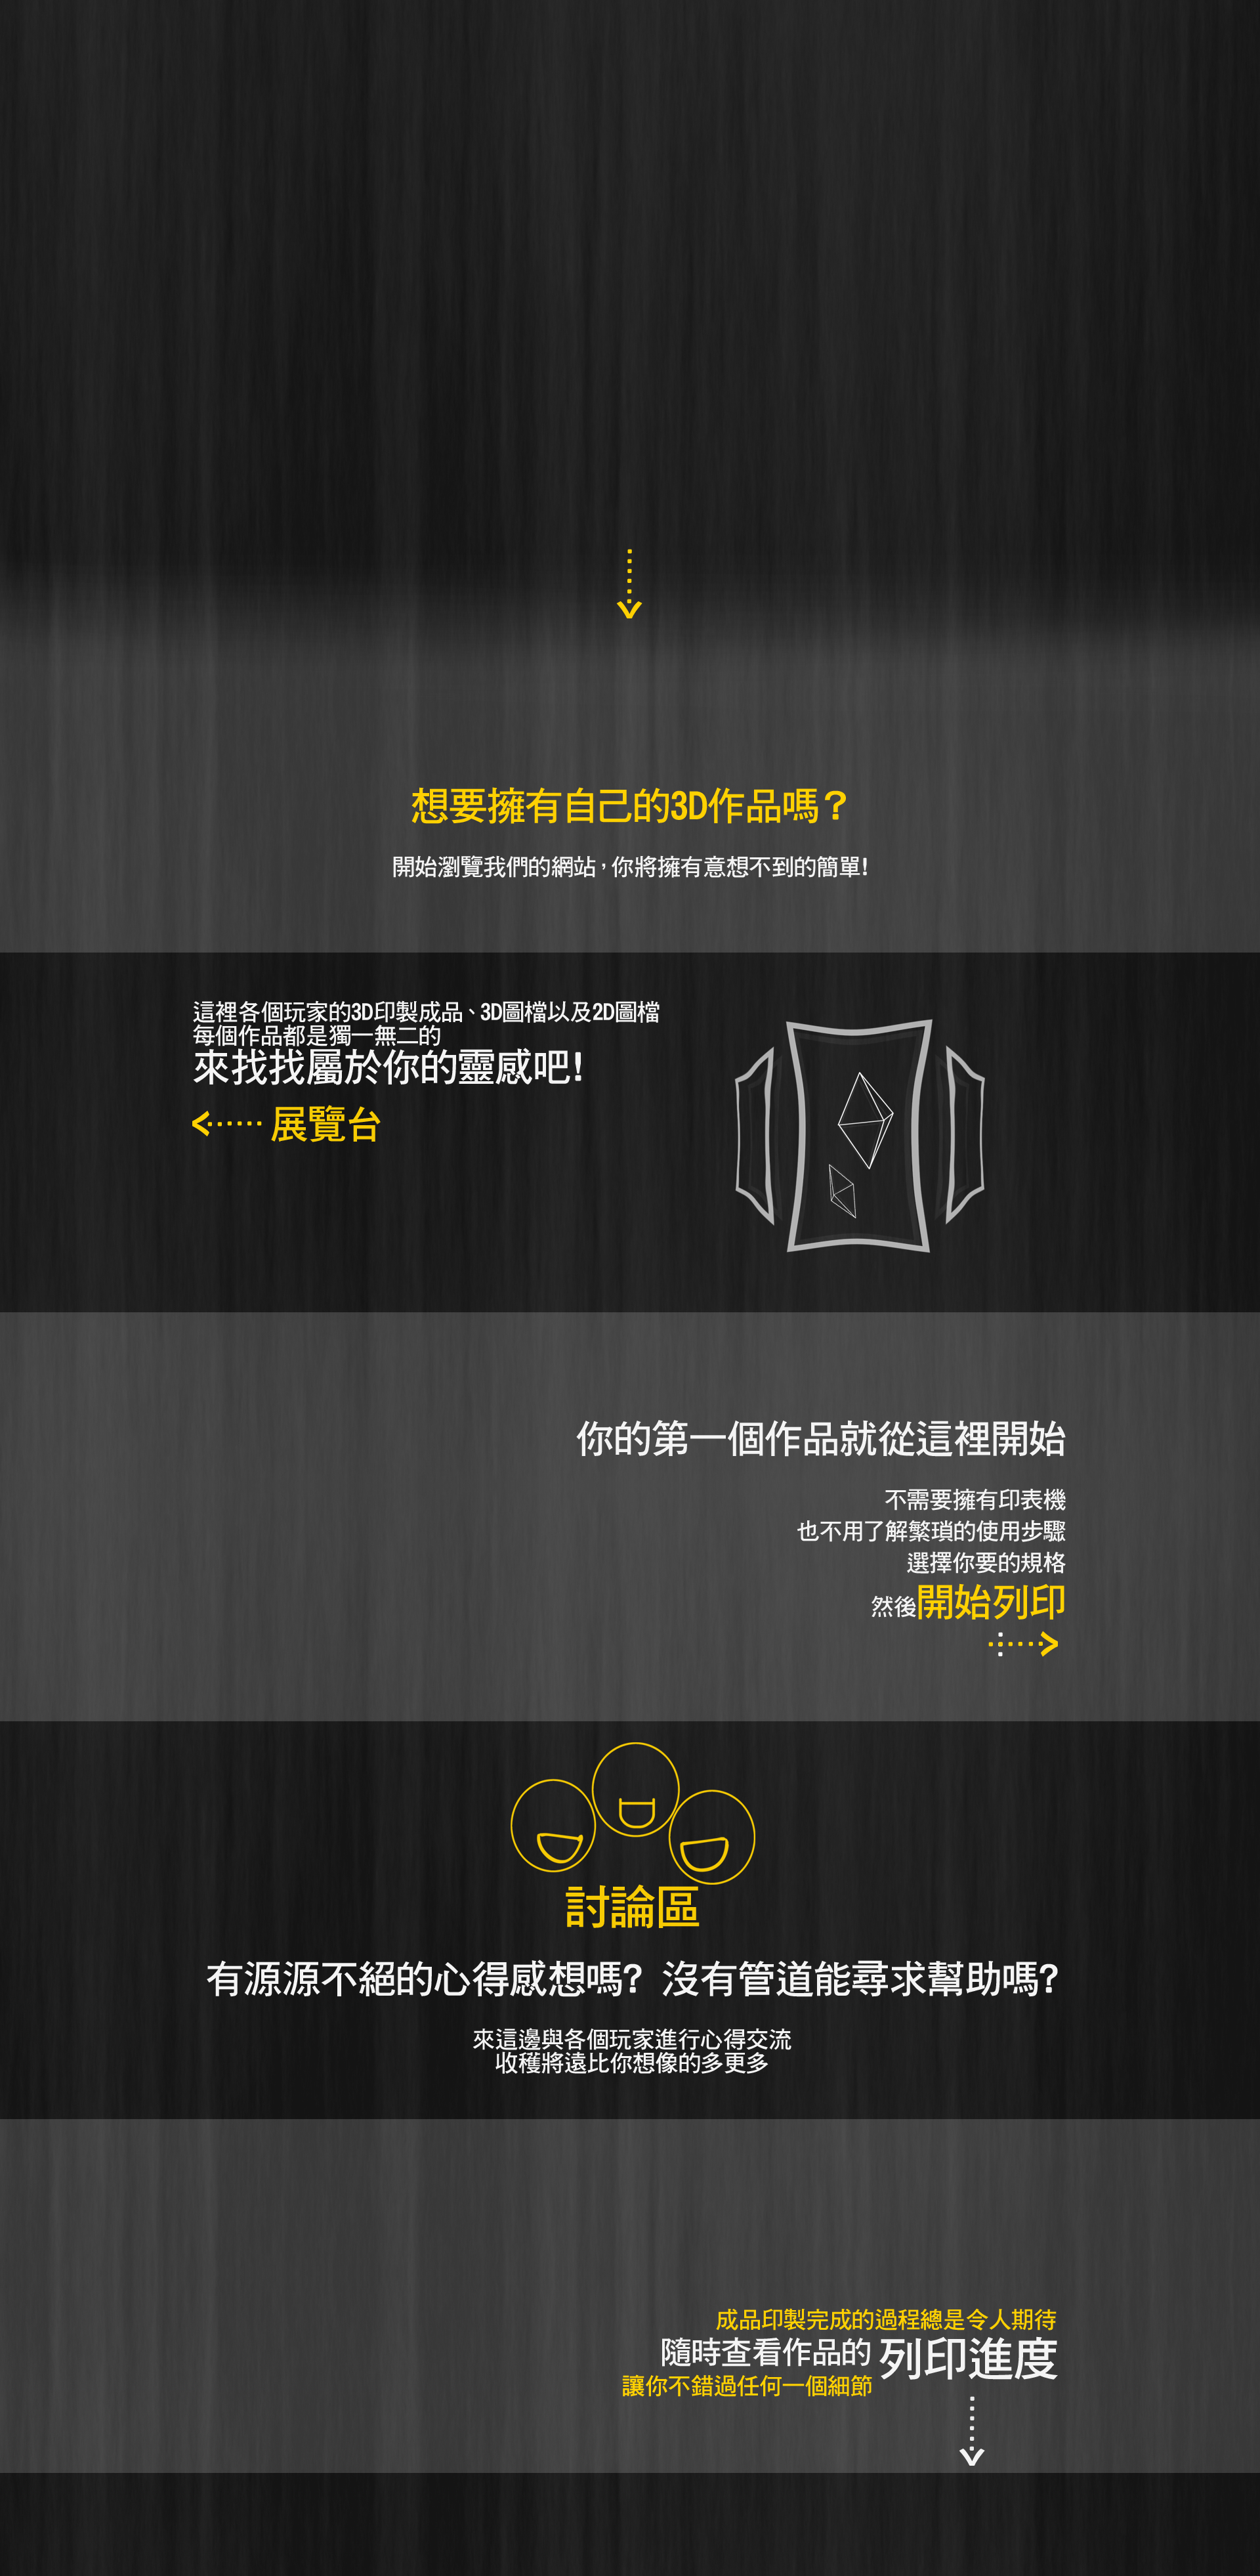 想要擁有自己的3D作品嗎？
開始瀏覽我們的網站，你將擁有意想不到的簡單!
這裡各個玩家的3D印製成品、3D圖檔以及2D圖檔
每個作品都是獨一無二的
來找找屬於你的靈感吧!
展覽台
你的第一個作品就從這裡開始
不需要擁有印表機
也不用了解繁瑣的使用步驟
選擇你要的規格
然後開始列印
討論區
有源源不絕的心得感想嗎? 沒有管道能尋求幫助嗎?
來這邊與各個玩家進行心得交流
收穫將遠比你想像的多更多
成品印製完成的過程總是令人期待
隨時查看作品的 列印進度
讓你不錯過任何一個細節